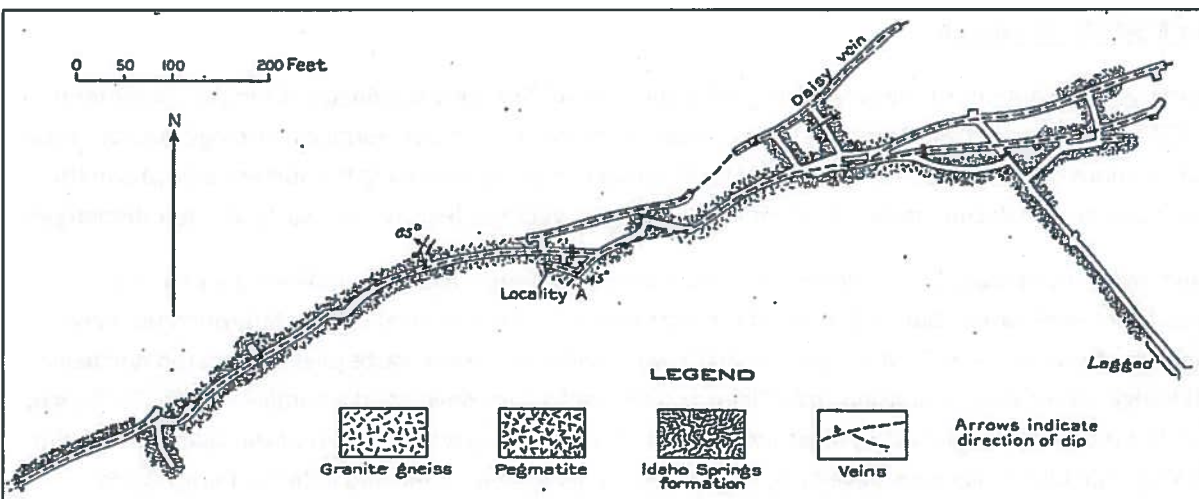 0 50 100 200 Feet
N
Daisy vein
65°
45°
Locality A
Lagged
LEGEND
Granite gneiss
Pegmatite
Idaho Springs
formation
Veins
Arrows indicate
direction of dip